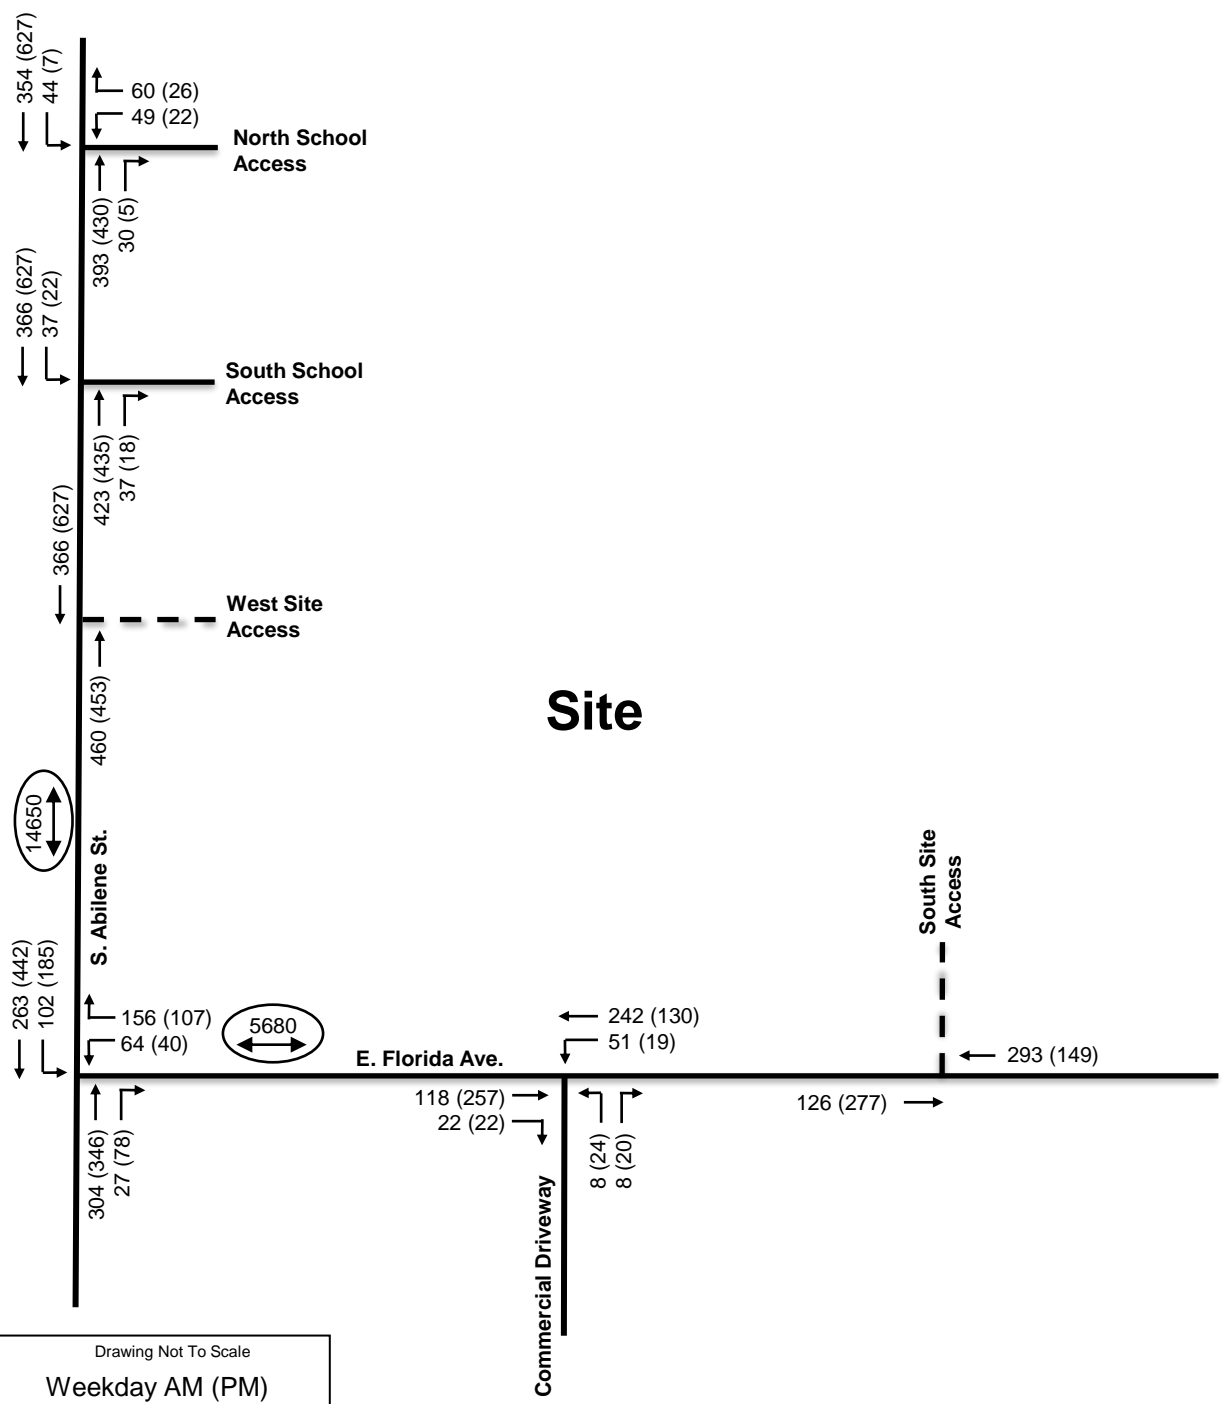 354 (627)
44 (7)
60 (26)
49 (22)
North School
Access
393 (430)
30 (5)
366 (627)
37 (22)
South School
Access
423 (435)
37 (18)
366 (627)
West Site
Access
460 (453)
Site
14650
S. Abilene St.
South Site
Access
263 (442)
102 (185)
156 (107)
64 (40)
5680
E. Florida Ave.
242 (130)
51 (19)
293 (149)
118 (257)
22 (22)
126 (277)
304 (346)
27 (78)
8 (24)
8 (20)
Commercial Driveway
Drawing Not To Scale
Weekday AM (PM)